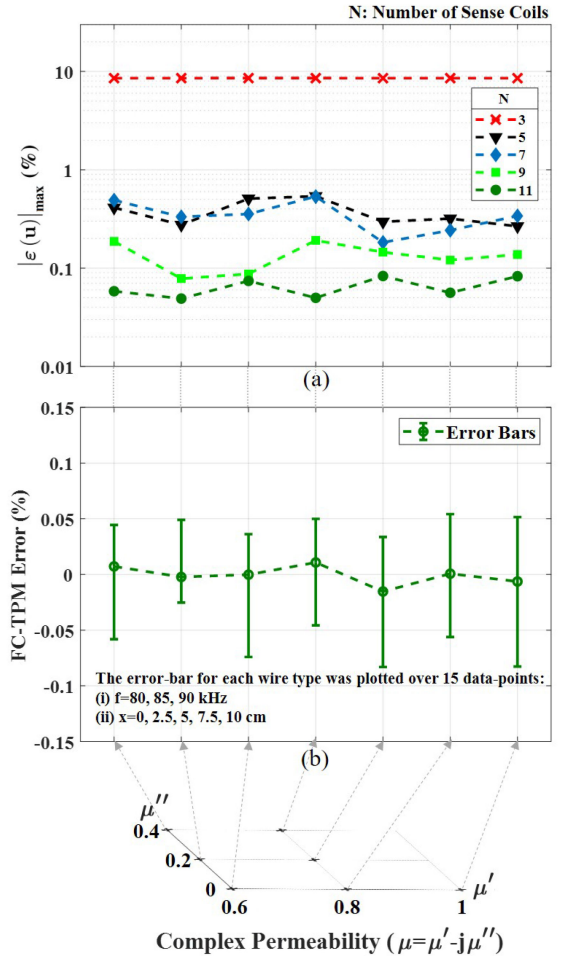 N: Number of Sense Coils
10
1
0.1
0.01
|ε (u)|max (%)
N
3
5
7
9
11
(a)
0.15
0.1
0.05
0
-0.05
-0.1
-0.15
FC-TPM Error (%)
Error Bars
The error-bar for each wire type was plotted over 15 data-points:
(i) f=80, 85, 90 kHz
(ii) x=0, 2.5, 5, 7.5, 10 cm
(b)
μ''
0.4
0.2
0
μ'
0.6 0.8 1
Complex Permeability ( μ=μ'-jμ'')